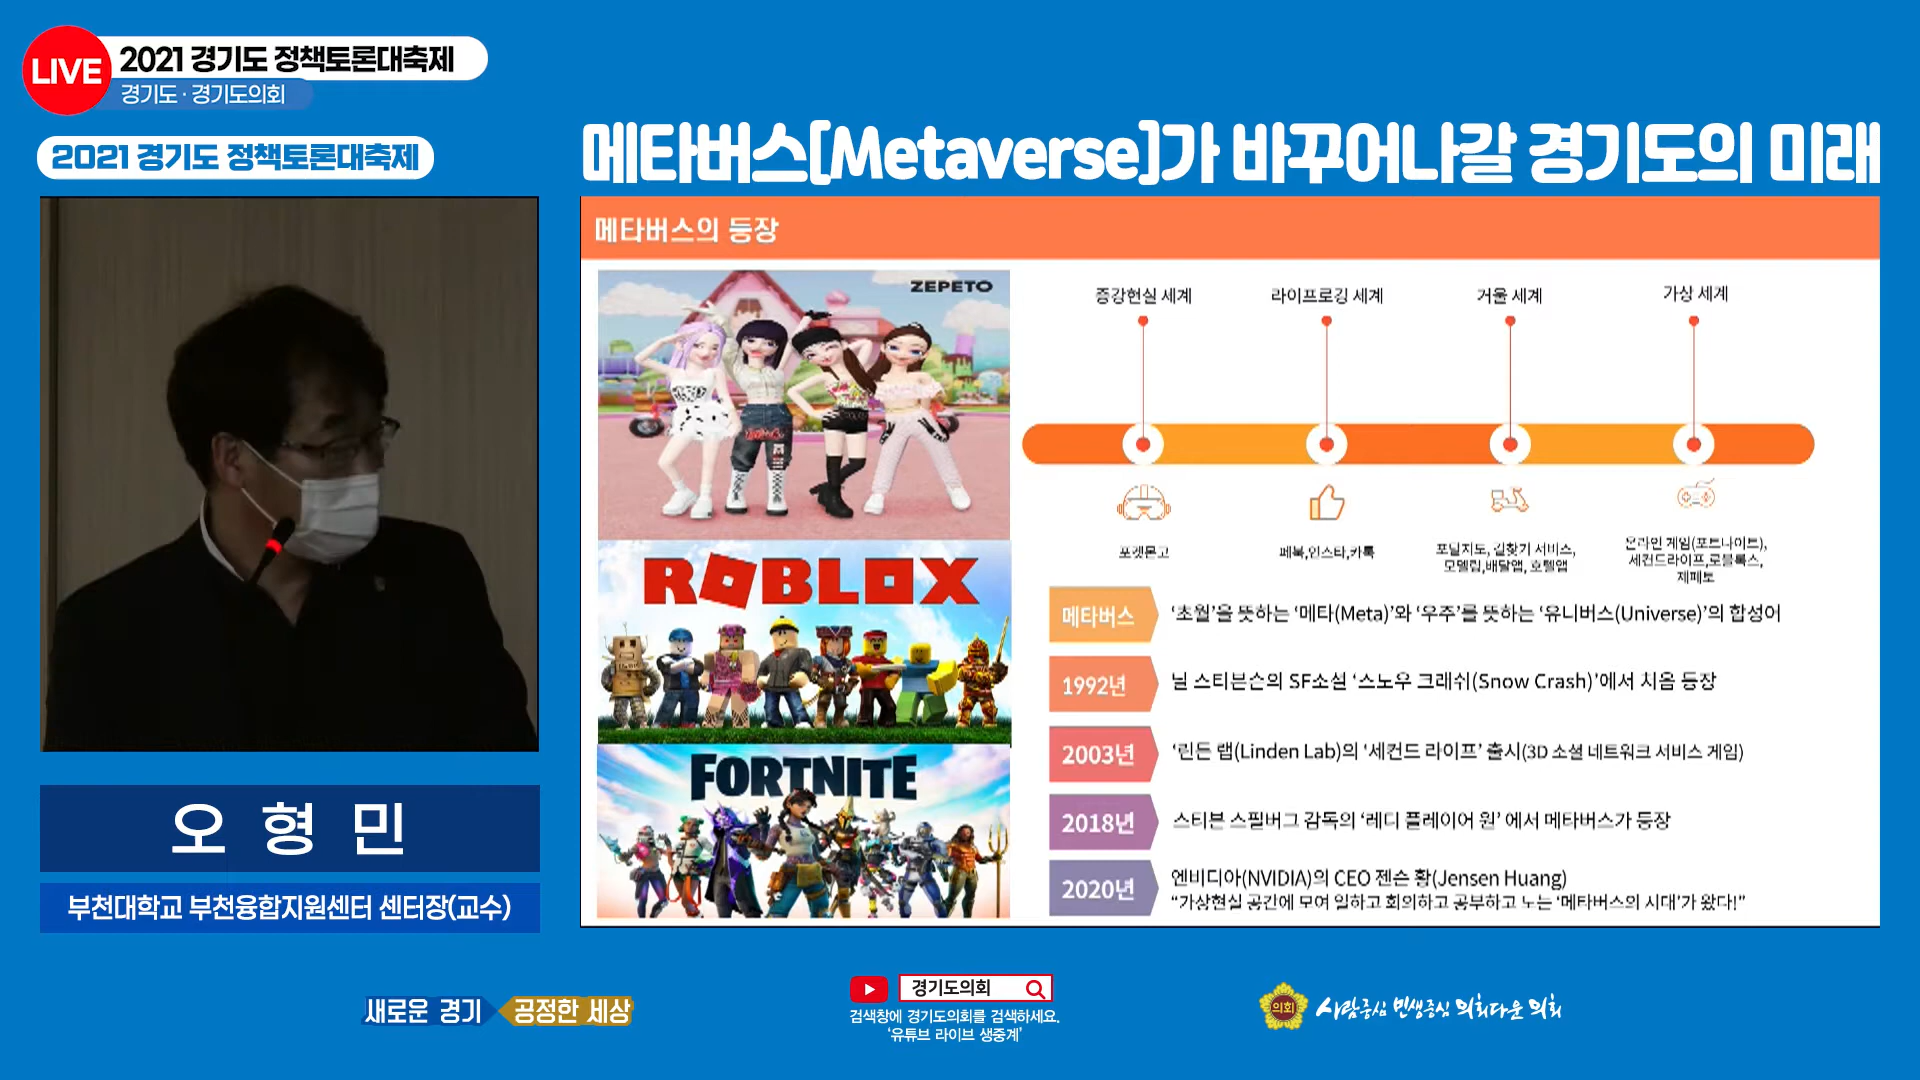 LIVE
2021 경기도 정책토론대축제
경기도·경기도의회
2021 경기도 정책토론대축제
메타버스[Metaverse]가 바꾸어나갈 경기도의 미래
메타버스의 등장
ZEPETO
ROBLOX
FORTNITE
증강현실 세계
라이프로깅 세계
거울 세계
가상 세계
포켓몬고
페북,인스타,카톡
포털지도, 길찾기 서비스,
모델링,배달앱, 호텔앱
온라인 게임(포트나이트),
세컨드라이프,로블록스,
제페토
메타버스 '초월'을 뜻하는 '메타(Meta)'와 '우주'를 뜻하는 '유니버스(Universe)'의 합성어
1992년 닐 스티븐슨의 SF소설 '스노우 크래쉬(Snow Crash)'에서 처음 등장
2003년 '린든 랩(Linden Lab)의 '세컨드 라이프' 출시(3D 소셜 네트워크 서비스 게임)
2018년 스티븐 스필버그 감독의 '레디 플레이어 원' 에서 메타버스가 등장
2020년 엔비디아(NVIDIA)의 CEO 젠슨 황(Jensen Huang)
"가상현실 공간에 모여 일하고 회의하고 공부하고 노는 '메타버스의 시대'가 왔다!"
오 형 민
부천대학교 부천융합지원센터 센터장(교수)
새로운 경기 공정한 세상
경기도의회
검색창에 경기도의회를 검색하세요.
'유튜브 라이브 생중계'
의회
사람중심 민생중심 의회다운 의회